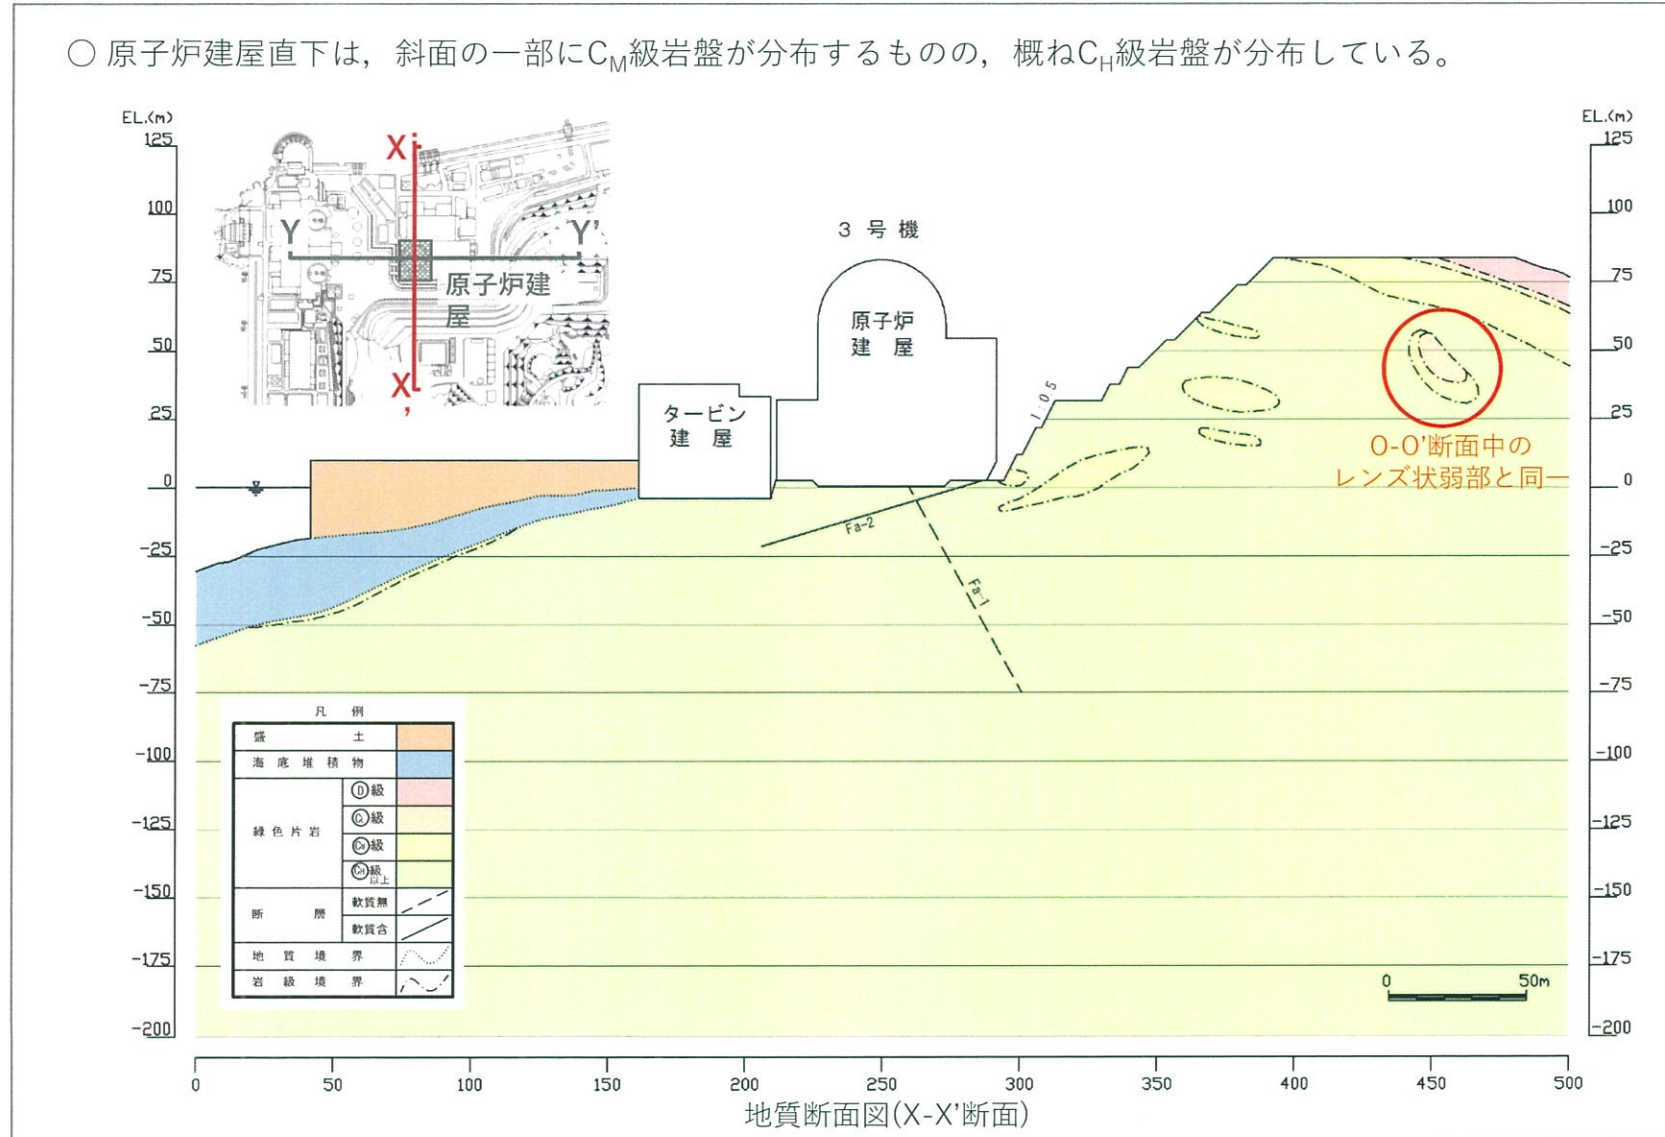 ○ 原子炉建屋直下は，斜面の一部にCM級岩盤が分布するものの，概ねCH級岩盤が分布している。
EL.(m)
125
100
75
50
25
0
-25
-50
-75
-100
-125
-150
-175
-200
X
Y
Y'
原子炉建
屋
X
'
3 号 機
原子炉
建 屋
タービン
建 屋
1:0.5
Fa-2
Fa-1
O-O'断面中の
レンズ状弱部と同一
EL.(m)
125
100
75
50
25
0
-25
-50
-75
-100
-125
-150
-175
-200
凡 例
盛 土
海 底 堆 積 物
緑 色 片 岩
D級
CL級
CM級
CH級
以上
断 層
軟質無
軟質含
地 質 境 界
岩 級 境 界
0 50m
0 50 100 150 200 250 300 350 400 450 500
地質断面図(X-X'断面)